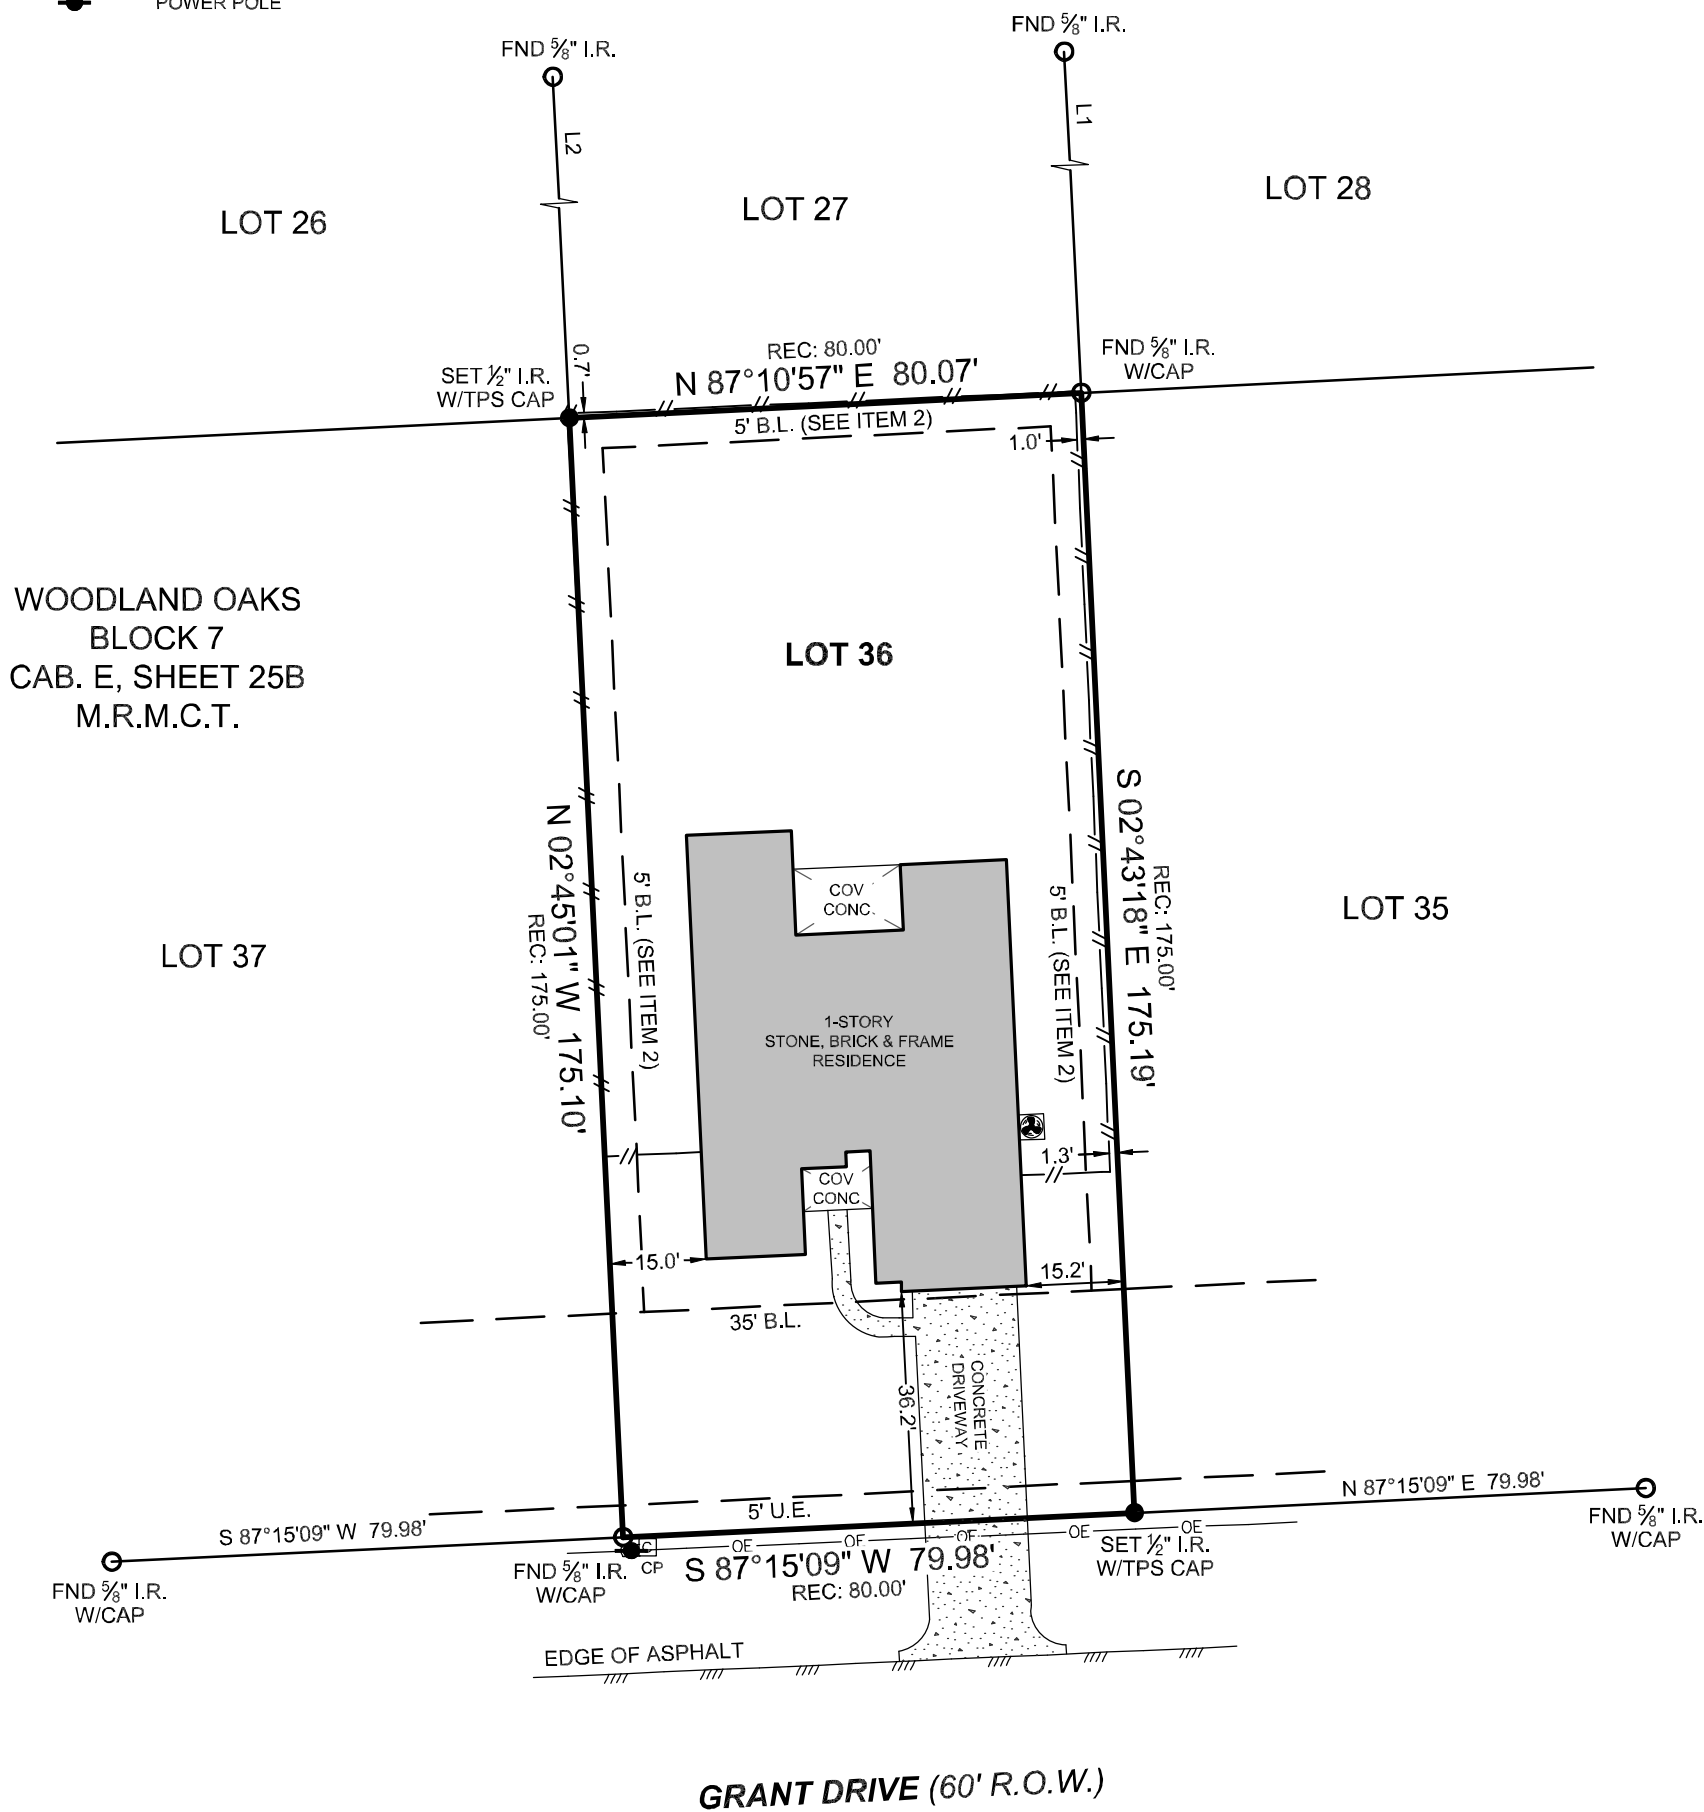 POWER POLE
FND ⅝" I.R.
FND ⅝" I.R.
L2
L1
LOT 26
LOT 27
LOT 28
0.7'
REC: 80.00'
N 87°10'57" E 80.07'
SET ½" I.R.
W/TPS CAP
FND ⅝" I.R.
W/CAP
5' B.L. (SEE ITEM 2)
1.0'
WOODLAND OAKS
BLOCK 7
CAB. E, SHEET 25B
M.R.M.C.T.
LOT 36
N 02°45'01" W 175.10'
REC: 175.00'
5' B.L. (SEE ITEM 2)
COV
CONC.
5' B.L. (SEE ITEM 2)
S 02°43'18" E 175.19'
REC: 175.00'
LOT 35
LOT 37
1-STORY
STONE, BRICK & FRAME
RESIDENCE
1.3'
COV
CONC
15.0'
15.2'
35' B.L.
36.2'
CONCRETE
DRIVEWAY
5' U.E.
S 87°15'09" W 79.98'
N 87°15'09" E 79.98'
FND ⅝" I.R.
W/CAP
FND ⅝" I.R.
W/CAP
C
CP
OE
OE
OE
OE
OE
S 87°15'09" W 79.98'
REC: 80.00'
SET ½" I.R.
W/TPS CAP
FND ⅝" I.R.
W/CAP
EDGE OF ASPHALT
GRANT DRIVE (60' R.O.W.)